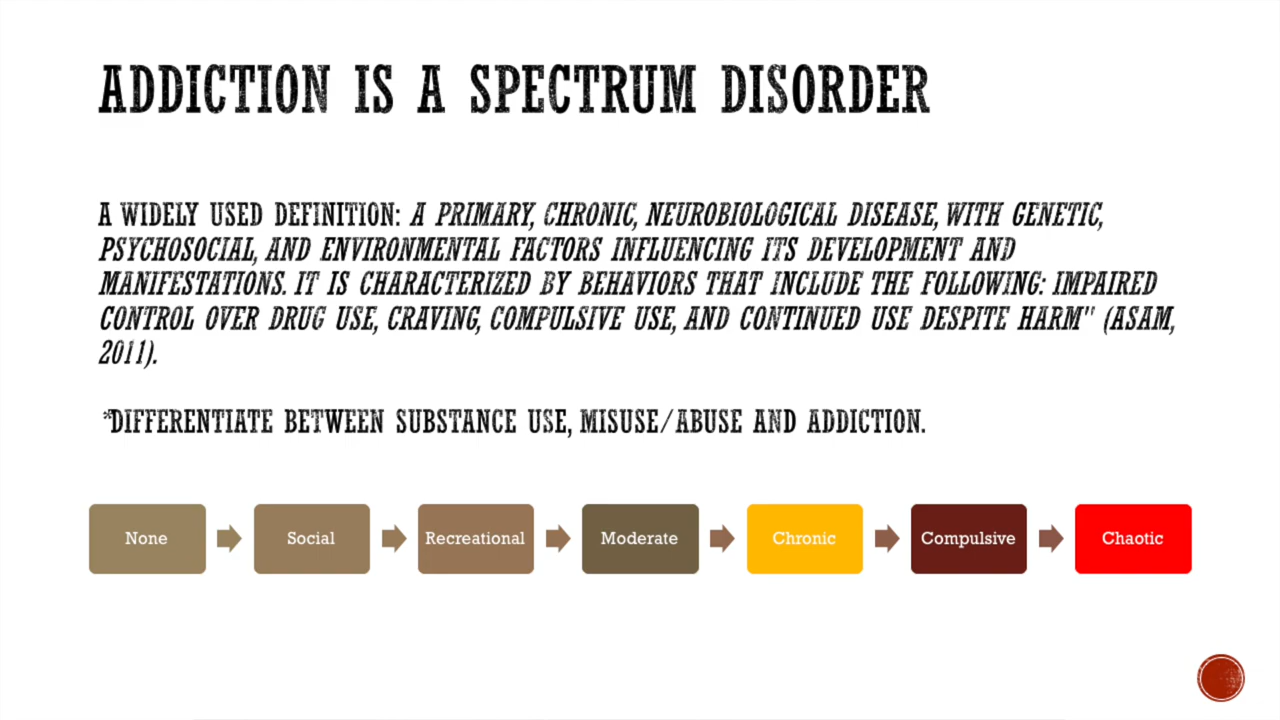 ADDICTION IS A SPECTRUM DISORDER
A WIDELY USED DEFINITION: A PRIMARY, CHRONIC, NEUROBIOLOGICAL DISEASE, WITH GENETIC,
PSYCHOSOCIAL, AND ENVIRONMENTAL FACTORS INFLUENCING ITS DEVELOPMENT AND
MANIFESTATIONS. IT IS CHARACTERIZED BY BEHAVIORS THAT INCLUDE THE FOLLOWING: IMPAIRED
CONTROL OVER DRUG USE, CRAVING, COMPULSIVE USE, AND CONTINUED USE DESPITE HARM" (ASAM,
2011).
*DIFFERENTIATE BETWEEN SUBSTANCE USE, MISUSE/ABUSE AND ADDICTION.
None Social Recreational Moderate Chronic Compulsive Chaotic